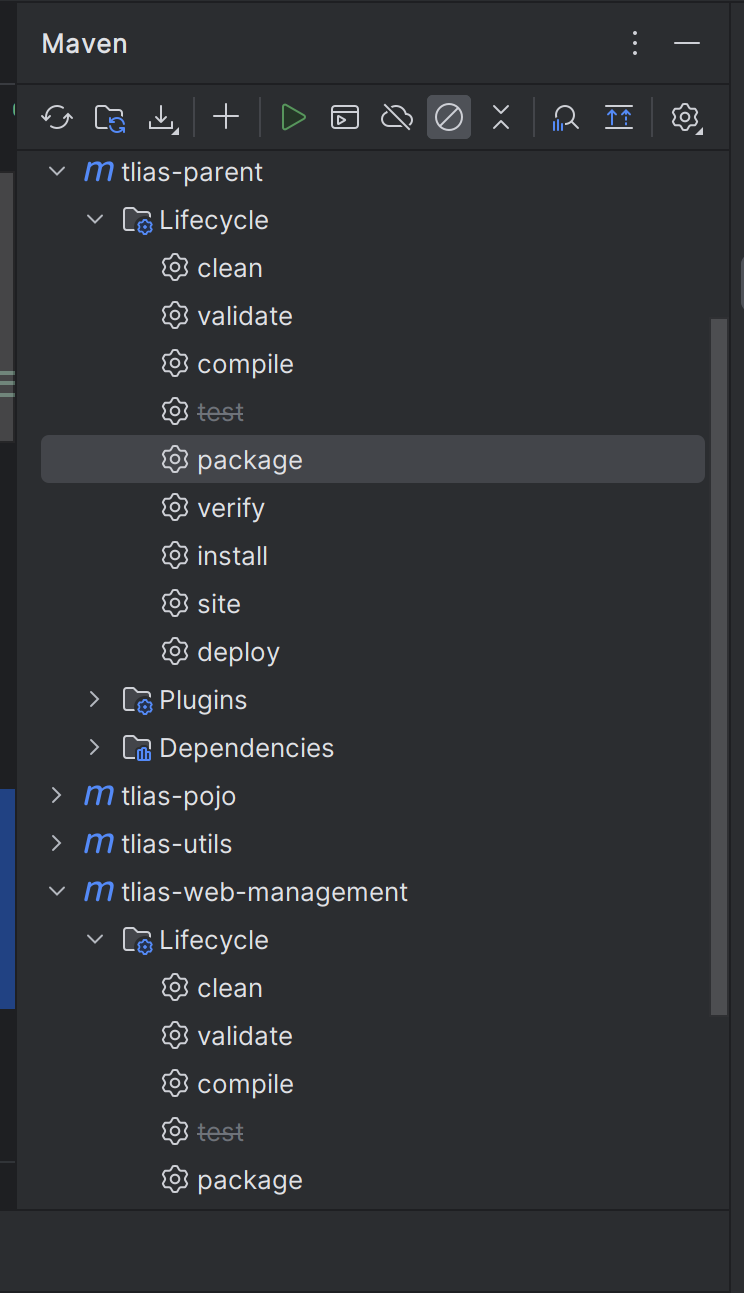 Maven
m tlias-parent
Lifecycle
clean
validate
compile
test
package
verify
install
site
deploy
Plugins
Dependencies
m tlias-pojo
m tlias-utils
m tlias-web-management
Lifecycle
clean
validate
compile
test
package